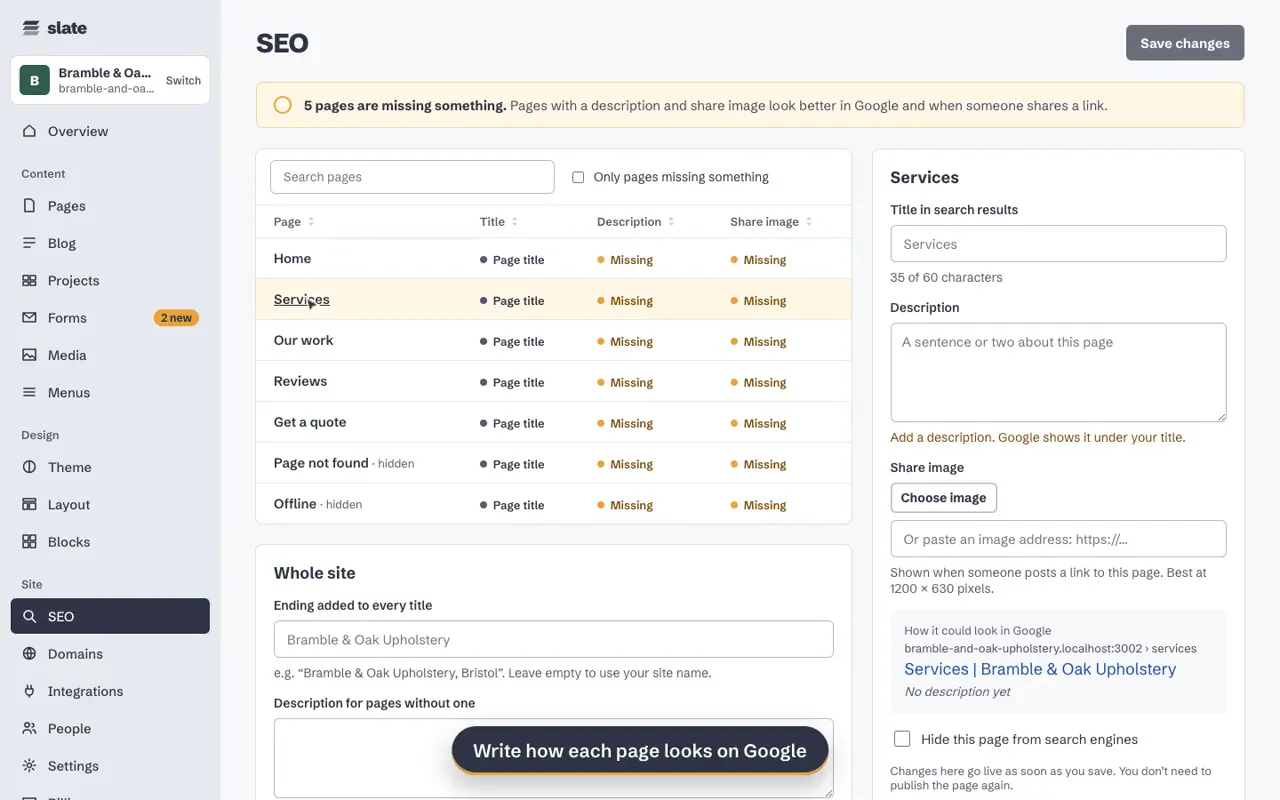 slate
B
Bramble & Oa...
bramble-and-oa...
Switch
Overview
Content
Pages
Blog
Projects
Forms
2 new
Media
Menus
Design
Theme
Layout
Blocks
Site
SEO
Domains
Integrations
People
Settings
SEO
Save changes
5 pages are missing something. Pages with a description and share image look better in Google and when someone shares a link.
Search pages
Only pages missing something
Page Title Description Share image
Home Page title Missing Missing
Services Page title Missing Missing
Our work Page title Missing Missing
Reviews Page title Missing Missing
Get a quote Page title Missing Missing
Page not found · hidden Page title Missing Missing
Offline · hidden Page title Missing Missing
Whole site
Ending added to every title
Bramble & Oak Upholstery
e.g. “Bramble & Oak Upholstery, Bristol”. Leave empty to use your site name.
Description for pages without one
Write how each page looks on Google
Services
Title in search results
Services
35 of 60 characters
Description
A sentence or two about this page
Add a description. Google shows it under your title.
Share image
Choose image
Or paste an image address: https://...
Shown when someone posts a link to this page. Best at
1200 × 630 pixels.
How it could look in Google
bramble-and-oak-upholstery.localhost:3002 › services
Services | Bramble & Oak Upholstery
No description yet
Hide this page from search engines
Changes here go live as soon as you save. You don’t need to
publish the page again.